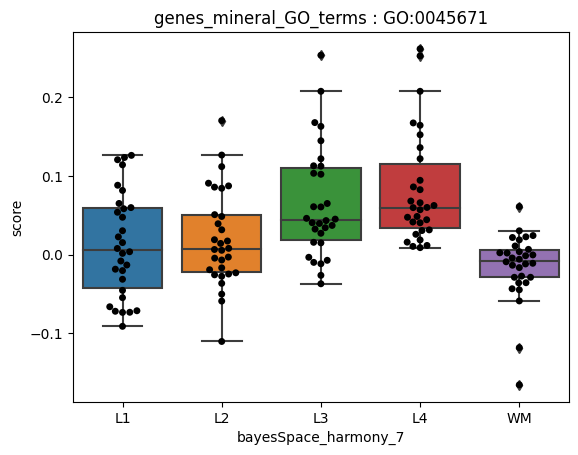 genes_mineral_GO_terms : GO:0045671
0.2
0.1
0.0
−0.1
score
L1 L2 L3 L4 WM
bayesSpace_harmony_7